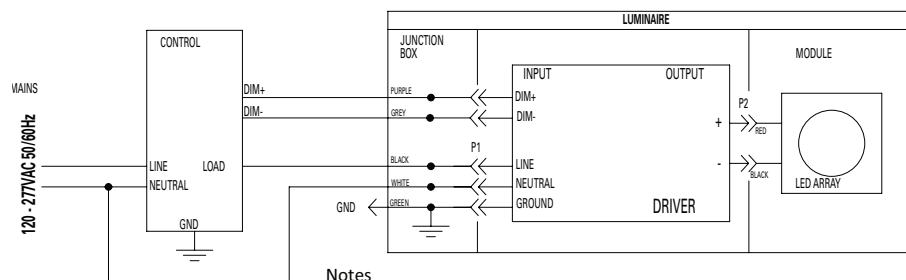 LUMINAIRE
CONTROL
JUNCTION
BOX
MODULE
MAINS
120 - 277VAC 50/60Hz
INPUT
OUTPUT
DIM+
PURPLE
DIM+
DIM-
GREY
DIM-
P2
+
RED
P1
LINE
LOAD
BLACK
LINE
-
BLACK
NEUTRAL
WHITE
NEUTRAL
LED ARRAY
GND
GREEN
GROUND
DRIVER
GND
Notes